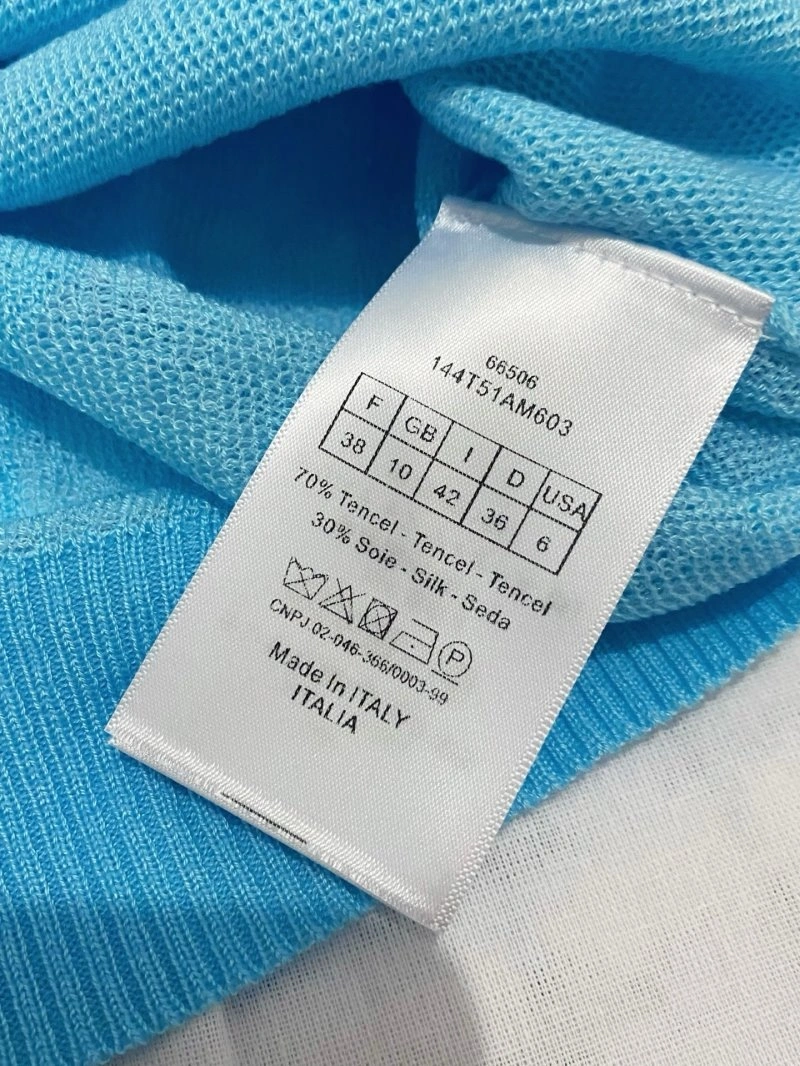 66506
144T51AM603
F GB I D USA
38 10 42 36 6
70% Tencel - Tencel - Tencel
30% Soie - Silk - Seda
P
CNPJ 02-046-366/0003-99
Made In ITALY
ITALIA